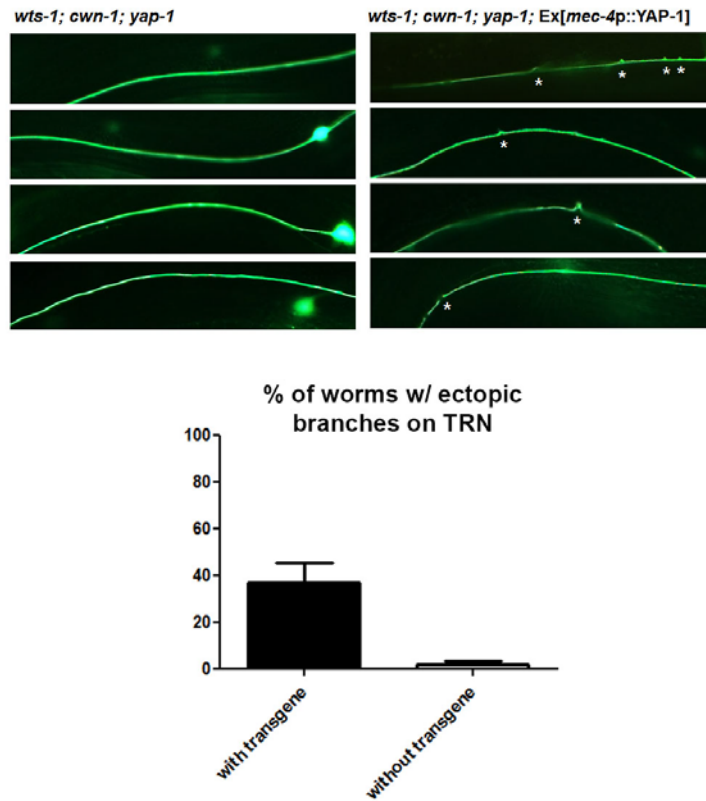 wts-1; cwn-1; yap-1
wts-1; cwn-1; yap-1; Ex[mec-4p::YAP-1]
* * * *
*
*
*
% of worms w/ ectopic
branches on TRN
100
80
60
40
20
0
with transgene
without transgene